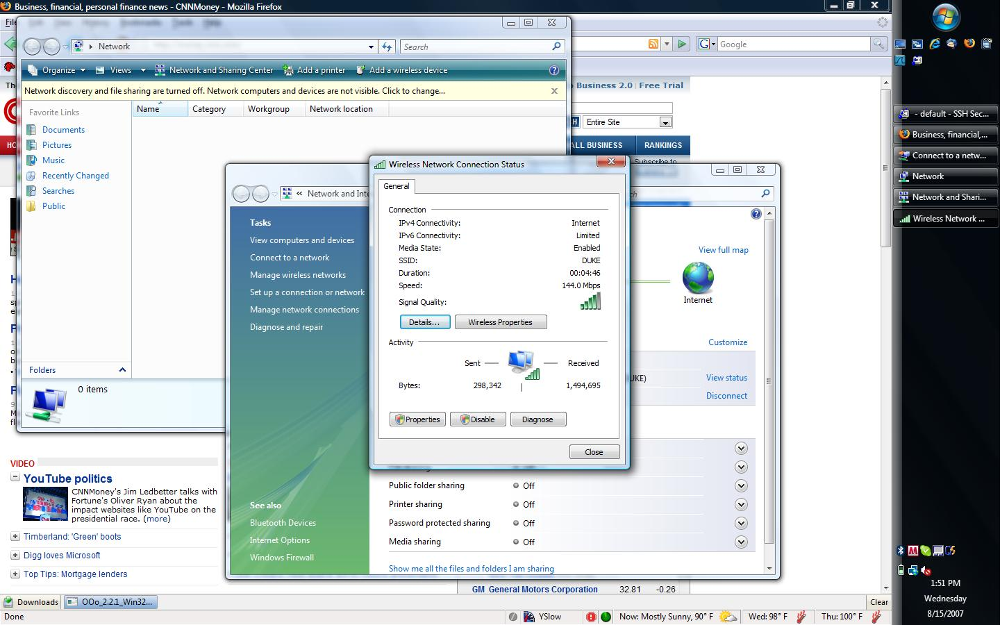 Business, financial, personal finance news - CNNMoney - Mozilla Firefox
Network
Search
Google
Organize
Views
Network and Sharing Center
Add a printer
Add a wireless device
Network discovery and file sharing are turned off. Network computers and devices are not visible. Click to change...
Business 2.0 | Free Trial
Favorite Links
Name
Category
Workgroup
Network location
Documents
Pictures
Music
Recently Changed
Searches
Public
Folders
0 items
Entire Site
ALL BUSINESS
RANKINGS
Subscribe to
Network and Inte
Tasks
View computers and devices
Connect to a network
Manage wireless networks
Set up a connection or network
Manage network connections
Diagnose and repair
See also
Bluetooth Devices
Internet Options
Windows Firewall
Wireless Network Connection Status
General
Connection
IPv4 Connectivity: Internet
IPv6 Connectivity: Limited
Media State: Enabled
SSID: DUKE
Duration: 00:04:46
Speed: 144.0 Mbps
Signal Quality:
Details...
Wireless Properties
Activity
Sent
Received
Bytes: 298,342 | 1,494,695
Properties
Disable
Diagnose
Close
View full map
Internet
Customize
UKE)
View status
Disconnect
Public folder sharing Off
Printer sharing Off
Password protected sharing Off
Media sharing Off
Show me all the files and folders I am sharing
VIDEO
YouTube politics
CNNMoney's Jim Ledbetter talks with
Fortune's Oliver Ryan about the
impact websites like YouTube on the
presidential race. (more)
Timberland: 'Green' boots
Digg loves Microsoft
Top Tips: Mortgage lenders
GM General Motors Corporation 32.81 -0.26
Downloads
OOo_2.2.1_Win32...
Clear
Done
YSlow
Now: Mostly Sunny, 90° F
Wed: 98° F
Thu: 100° F
- default - SSH Sec...
Business, financial,...
Connect to a netw...
Network
Network and Shari...
Wireless Network ...
1:51 PM
Wednesday
8/15/2007